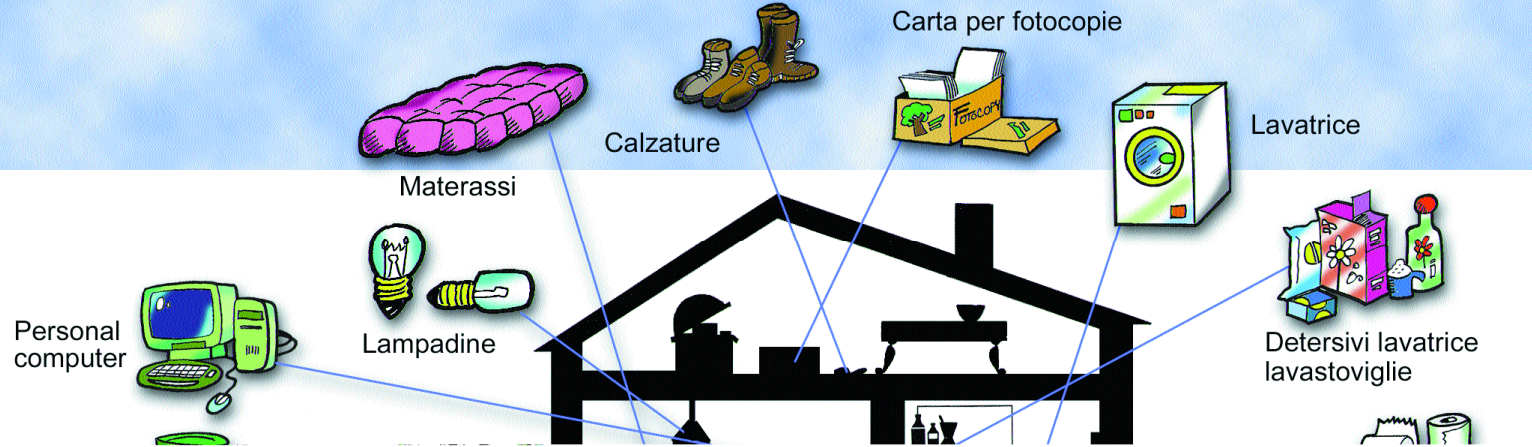 Carta per fotocopie
FOTOCOPY
Calzature
Lavatrice
Materassi
Lampadine
Personal
computer
Detersivi lavatrice
lavastoviglie